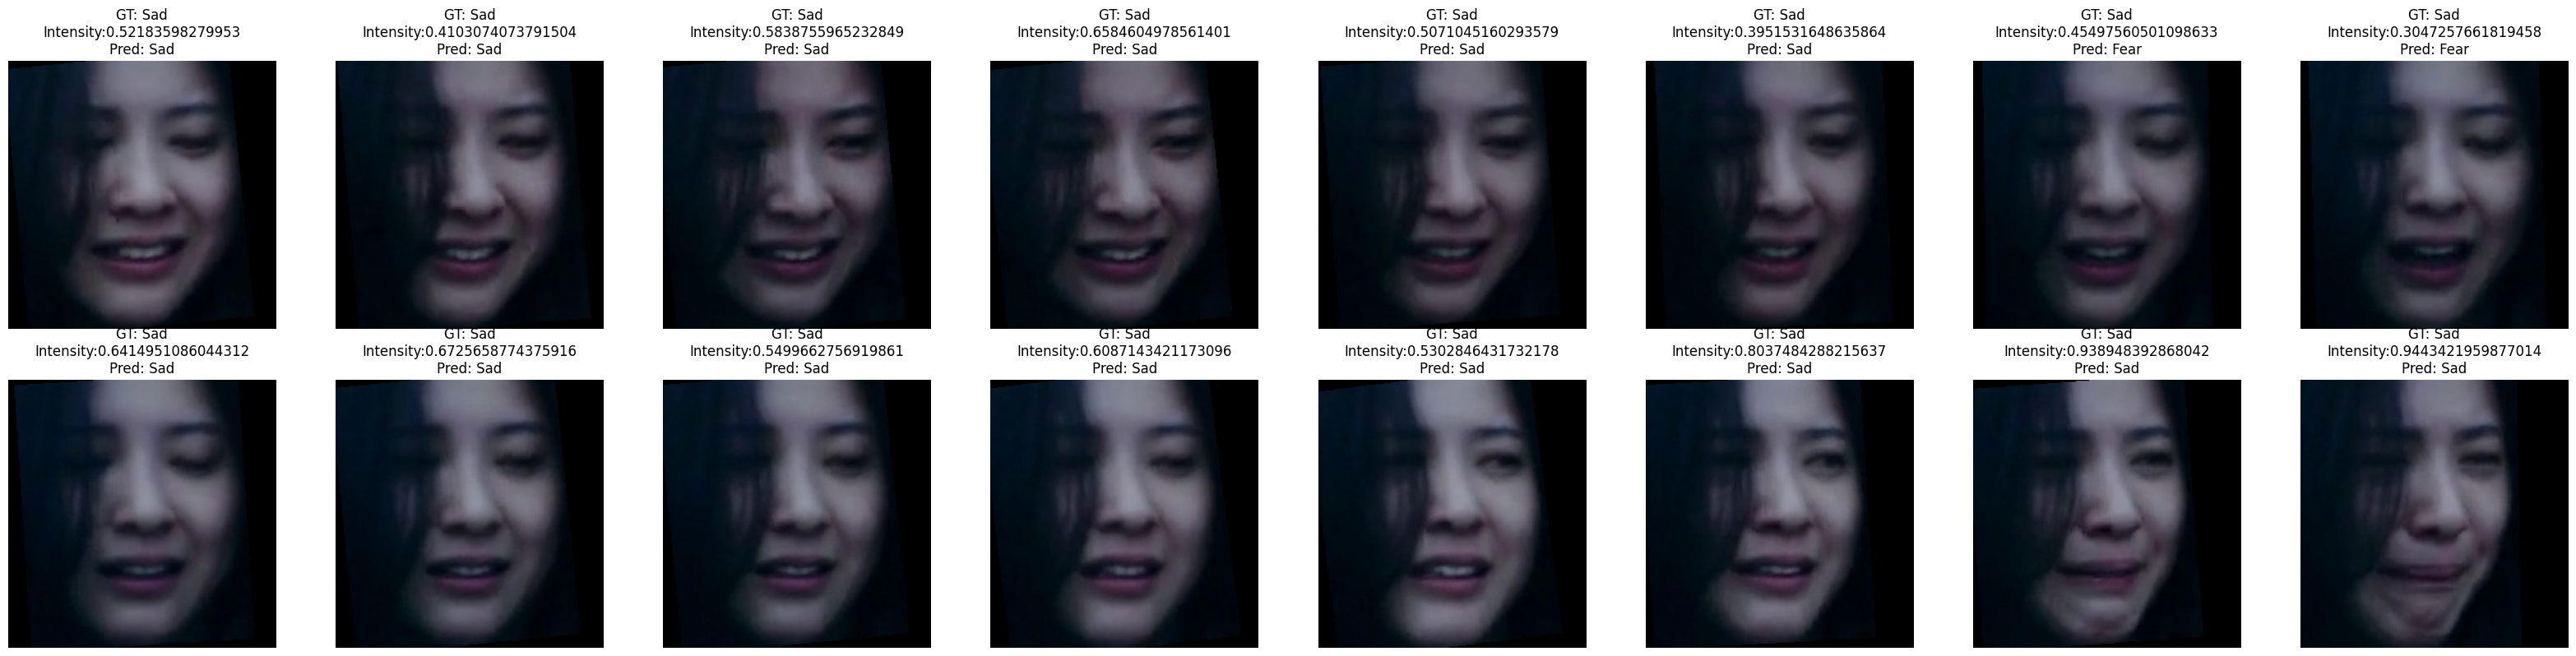 GT: Sad
Intensity:0.52183598279953
Pred: Sad
GT: Sad
Intensity:0.4103074073791504
Pred: Sad
GT: Sad
Intensity:0.5838755965232849
Pred: Sad
GT: Sad
Intensity:0.6584604978561401
Pred: Sad
GT: Sad
Intensity:0.5071045160293579
Pred: Sad
GT: Sad
Intensity:0.3951531648635864
Pred: Sad
GT: Sad
Intensity:0.45497560501098633
Pred: Fear
GT: Sad
Intensity:0.3047257661819458
Pred: Fear
GT: Sad
Intensity:0.6414951086044312
Pred: Sad
GT: Sad
Intensity:0.6725658774375916
Pred: Sad
GT: Sad
Intensity:0.5499662756919861
Pred: Sad
GT: Sad
Intensity:0.6087143421173096
Pred: Sad
GT: Sad
Intensity:0.5302846431732178
Pred: Sad
GT: Sad
Intensity:0.8037484288215637
Pred: Sad
GT: Sad
Intensity:0.938948392868042
Pred: Sad
GT: Sad
Intensity:0.9443421959877014
Pred: Sad